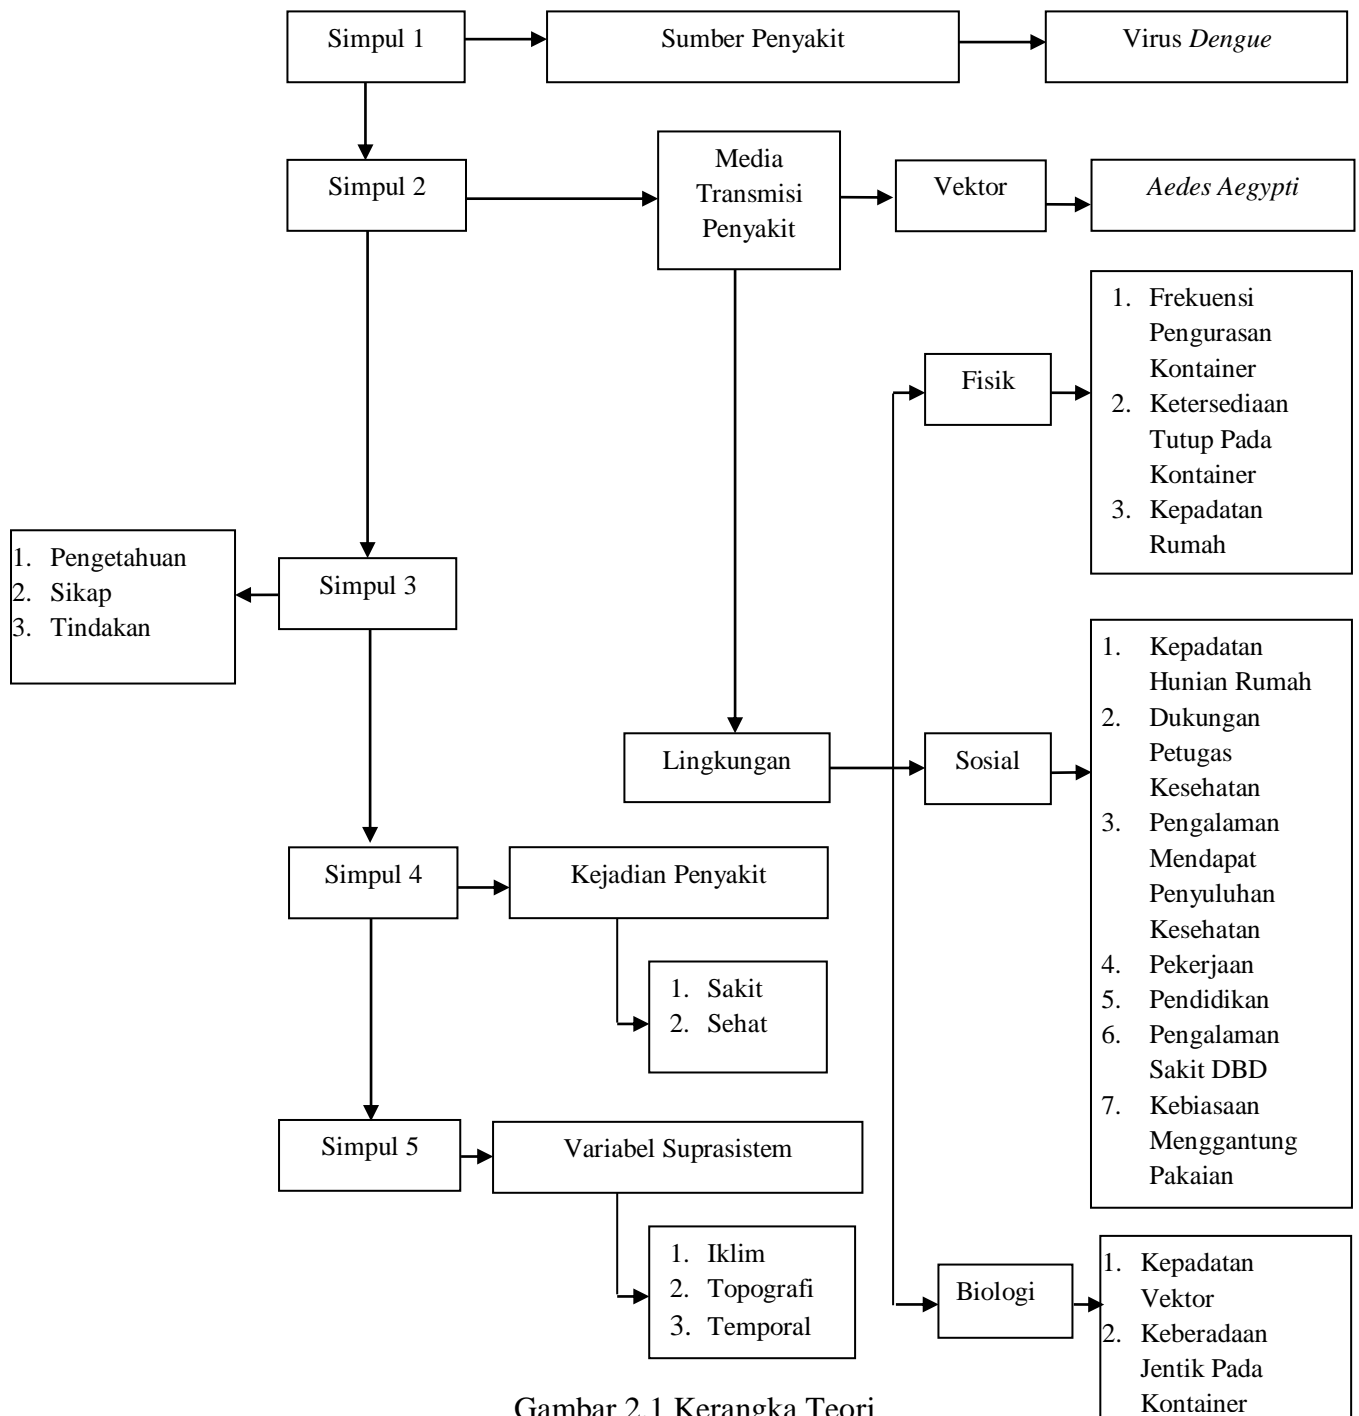 Simpul 1
Sumber Penyakit
Virus Dengue
Simpul 2
Media
Transmisi
Penyakit
Vektor
Aedes Aegypti
1. Frekuensi
Pengurasan
Kontainer
2. Ketersediaan
Tutup Pada
Kontainer
3. Kepadatan
Rumah
Fisik
1. Pengetahuan
2. Sikap
3. Tindakan
Simpul 3
Lingkungan
Sosial
1. Kepadatan
Hunian Rumah
2. Dukungan
Petugas
Kesehatan
3. Pengalaman
Mendapat
Penyuluhan
Kesehatan
4. Pekerjaan
5. Pendidikan
6. Pengalaman
Sakit DBD
7. Kebiasaan
Menggantung
Pakaian
Simpul 4
Kejadian Penyakit
1. Sakit
2. Sehat
Simpul 5
Variabel Suprasistem
1. Iklim
2. Topografi
3. Temporal
Biologi
1. Kepadatan
Vektor
2. Keberadaan
Jentik Pada
Kontainer
Gambar 2.1 Kerangka Teori